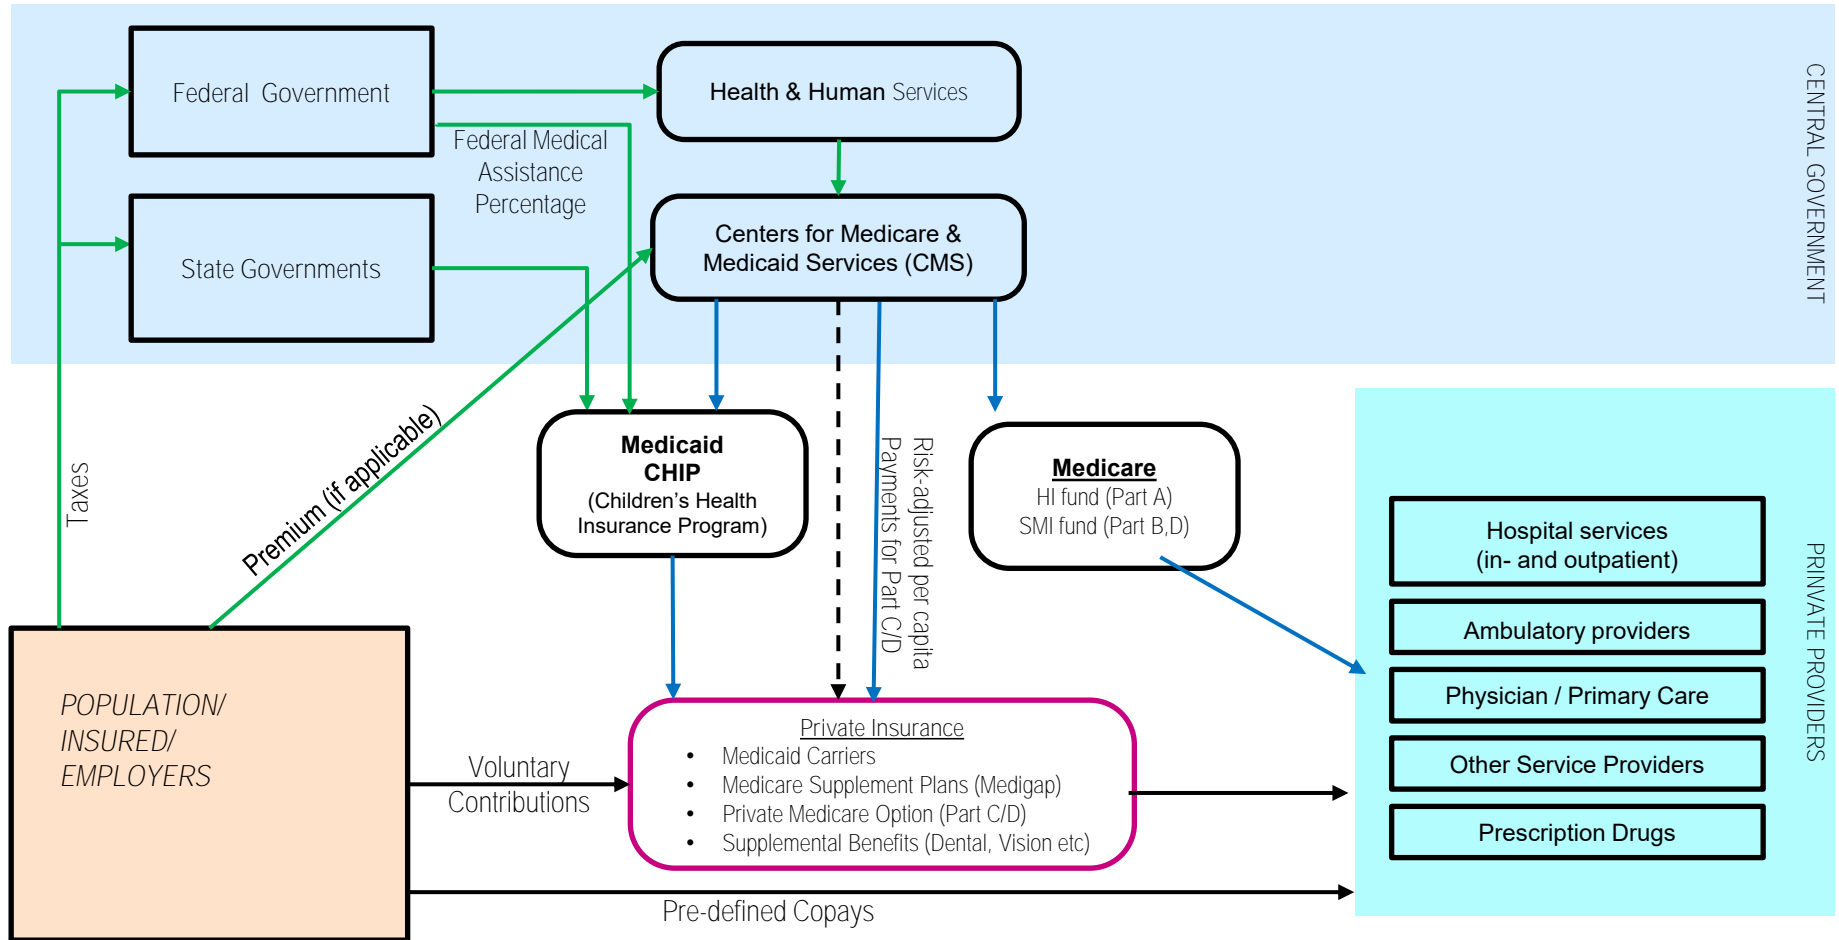 Federal Government
Health & Human Services
Federal Medical
Assistance
Percentage
State Governments
Centers for Medicare &
Medicaid Services (CMS)
CENTRAL GOVERNMENT
Taxes
Premium (if applicable)
Medicaid
CHIP
(Children’s Health
Insurance Program)
Risk-adjusted per capita
Payments for Part C/D
Medicare
HI fund (Part A)
SMI fund (Part B,D)
Hospital services
(in- and outpatient)
Ambulatory providers
Physician / Primary Care
Other Service Providers
Prescription Drugs
PRINVATE PROVIDERS
POPULATION/
INSURED/
EMPLOYERS
Voluntary
Contributions
Private Insurance
• Medicaid Carriers
• Medicare Supplement Plans (Medigap)
• Private Medicare Option (Part C/D)
• Supplemental Benefits (Dental, Vision etc)
Pre-defined Copays